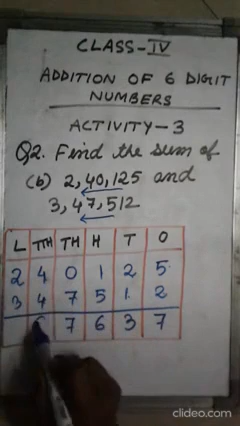 CLASS-IV
ADDITION OF 6 DIGIT
NUMBERS
ACTIVITY-3
Q2. Find the sum of
(b) 2,40,125 and
3,47,512
L TTH TH H T O
2 4 0 1 2 5
3 4 7 5 1 2
7 6 3 7
clideo.com